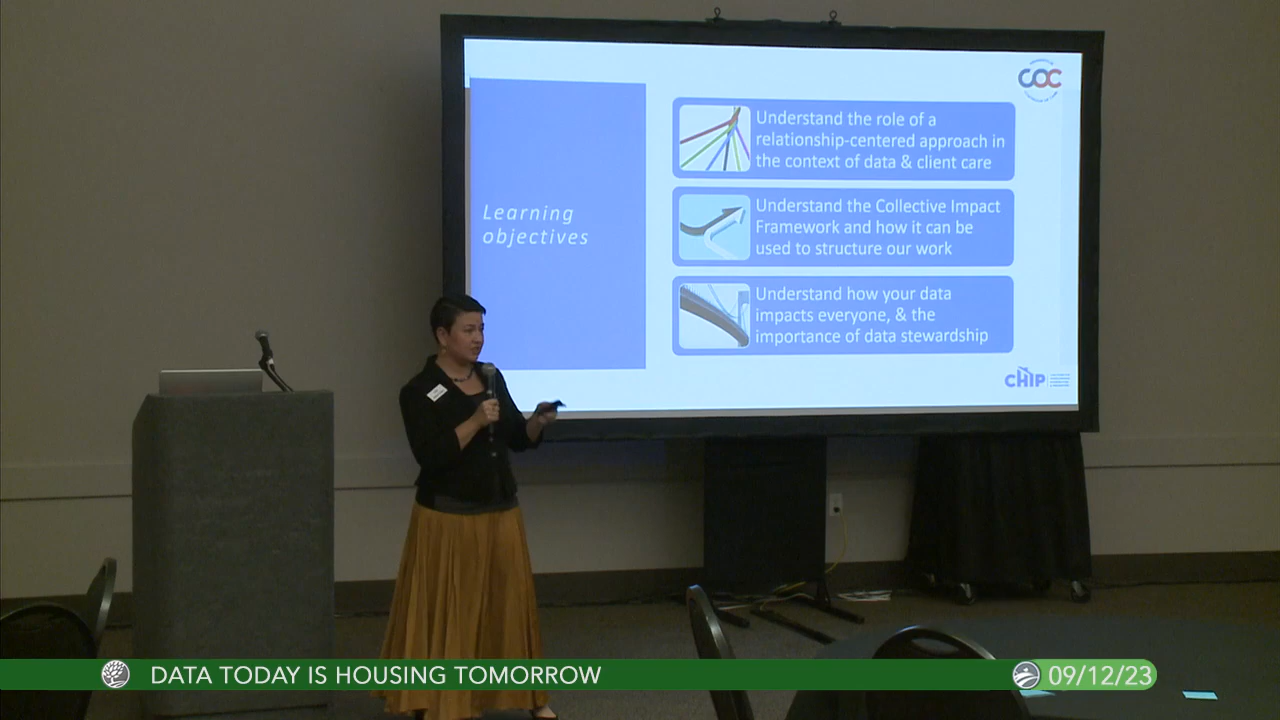 COC
Understand the role of a
relationship-centered approach in
the context of data & client care
Learning
objectives
Understand the Collective Impact
Framework and how it can be
used to structure our work
Understand how your data
impacts everyone, & the
importance of data stewardship
CHIP
DATA TODAY IS HOUSING TOMORROW
09/12/23